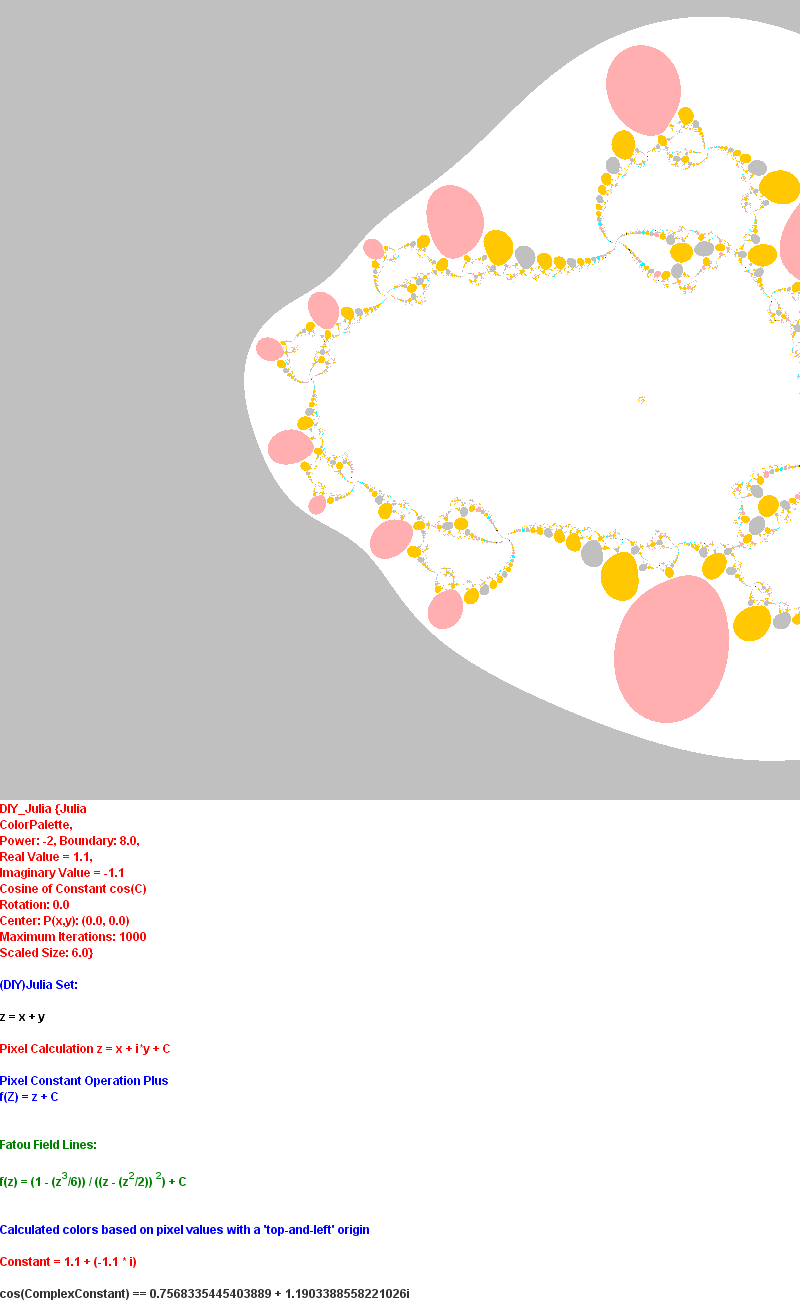 DIY_Julia {Julia
ColorPalette,
Power: -2, Boundary: 8.0,
Real Value = 1.1,
Imaginary Value = -1.1
Cosine of Constant cos(C)
Rotation: 0.0
Center: P(x,y): (0.0, 0.0)
Maximum Iterations: 1000
Scaled Size: 6.0}
(DIY)Julia Set:
z = x + y
Pixel Calculation z = x + i*y + C
Pixel Constant Operation Plus
f(Z) = z + C
Fatou Field Lines:
f(z) = (1 - (z^3/6)) / ((z - (z^2/2))^2) + C
Calculated colors based on pixel values with a 'top-and-left' origin
Constant = 1.1 + (-1.1 * i)
cos(ComplexConstant) == 0.7568335445403889 + 1.1903388558221026i